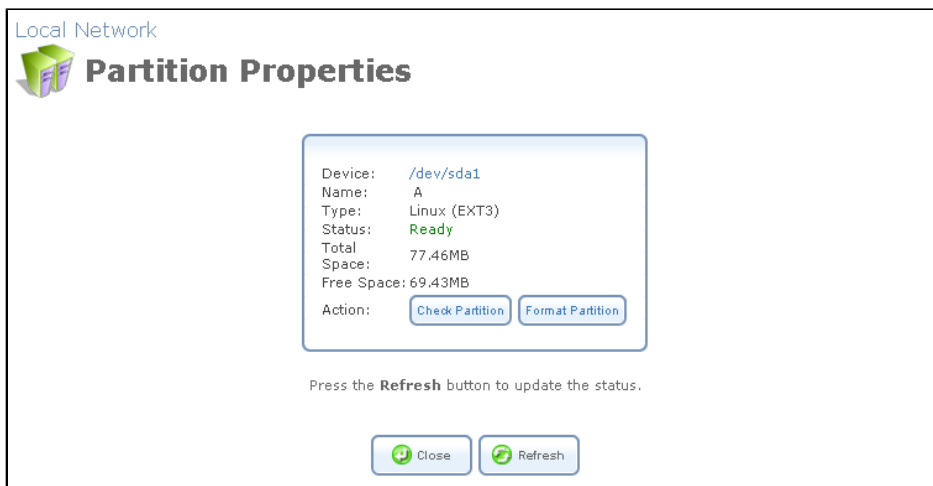 Local Network
Partition Properties
Device: /dev/sda1
Name: A
Type: Linux (EXT3)
Status: Ready
Total
Space: 77.46MB
Free Space: 69.43MB
Action: Check Partition Format Partition
Press the Refresh button to update the status.
Close Refresh